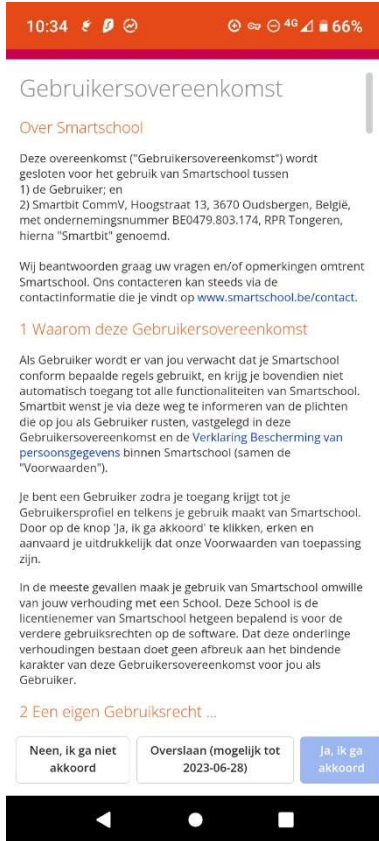 10:34
4G 66%
Gebruikersovereenkomst
Over Smartschool
Deze overeenkomst ("Gebruikersovereenkomst") wordt
gesloten voor het gebruik van Smartschool tussen
1) de Gebruiker; en
2) Smartbit CommV, Hoogstraat 13, 3670 Oudsbergen, België,
met ondernemingsnummer BE0479.803.174, RPR Tongeren,
hierna "Smartbit" genoemd.
Wij beantwoorden graag uw vragen en/of opmerkingen omtrent
Smartschool. Ons contacteren kan steeds via de
contactinformatie die je vindt op www.smartschool.be/contact.
1 Waarom deze Gebruikersovereenkomst
Als Gebruiker wordt er van jou verwacht dat je Smartschool
conform bepaalde regels gebruikt, en krijg je bovendien niet
automatisch toegang tot alle functionaliteiten van Smartschool.
Smartbit wenst je via deze weg te informeren van de plichten
die op jou als Gebruiker rusten, vastgelegd in deze
Gebruikersovereenkomst en de Verklaring Bescherming van
persoonsgegevens binnen Smartschool (samen de
"Voorwaarden").
Je bent een Gebruiker zodra je toegang krijgt tot je
Gebruikersprofiel en telkens je gebruik maakt van Smartschool.
Door op de knop 'Ja, ik ga akkoord' te klikken, erken en
aanvaard je uitdrukkelijk dat onze Voorwaarden van toepassing
zijn.
In de meeste gevallen maak je gebruik van Smartschool omwille
van jouw verhouding met een School. Deze School is de
licentienemer van Smartschool hetgeen bepalend is voor de
verdere gebruiksrechten op de software. Dat deze onderlinge
verhoudingen bestaan doet geen afbreuk aan het bindende
karakter van deze Gebruikersovereenkomst voor jou als
Gebruiker.
2 Een eigen Gebruiksrecht ...
Neen, ik ga niet
akkoord
Overslaan (mogelijk tot
2023-06-28)
Ja, ik ga
akkoord